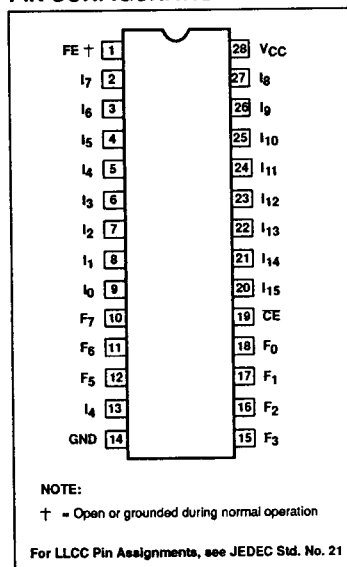 FE † 1 28 VCC
I7 2 27 I8
I6 3 26 I9
I5 4 25 I10
I4 5 24 I11
I3 6 23 I12
I2 7 22 I13
I1 8 21 I14
I0 9 20 I15
F7 10 19 CE
F6 11 18 F0
F5 12 17 F1
I4 13 16 F2
GND 14 15 F3
NOTE:
† = Open or grounded during normal operation
For LLCC Pin Assignments, see JEDEC Std. No. 21